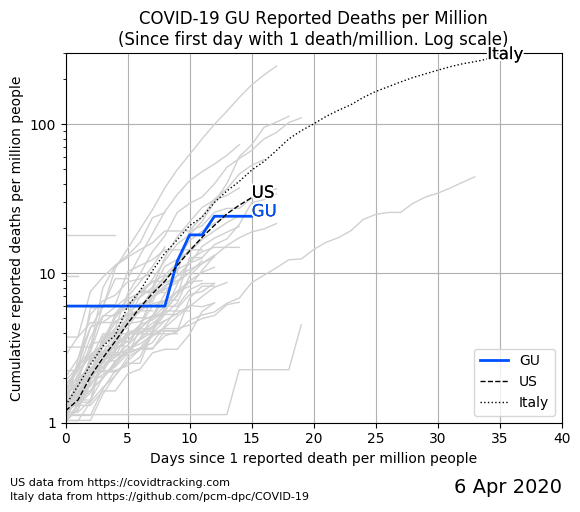 COVID-19 GU Reported Deaths per Million
(Since first day with 1 death/million. Log scale)
Italy
Cumulative reported deaths per million people
100
10
1
US
GU
GU
US
Italy
0 5 10 15 20 25 30 35 40
Days since 1 reported death per million people
US data from https://covidtracking.com
Italy data from https://github.com/pcm-dpc/COVID-19
6 Apr 2020